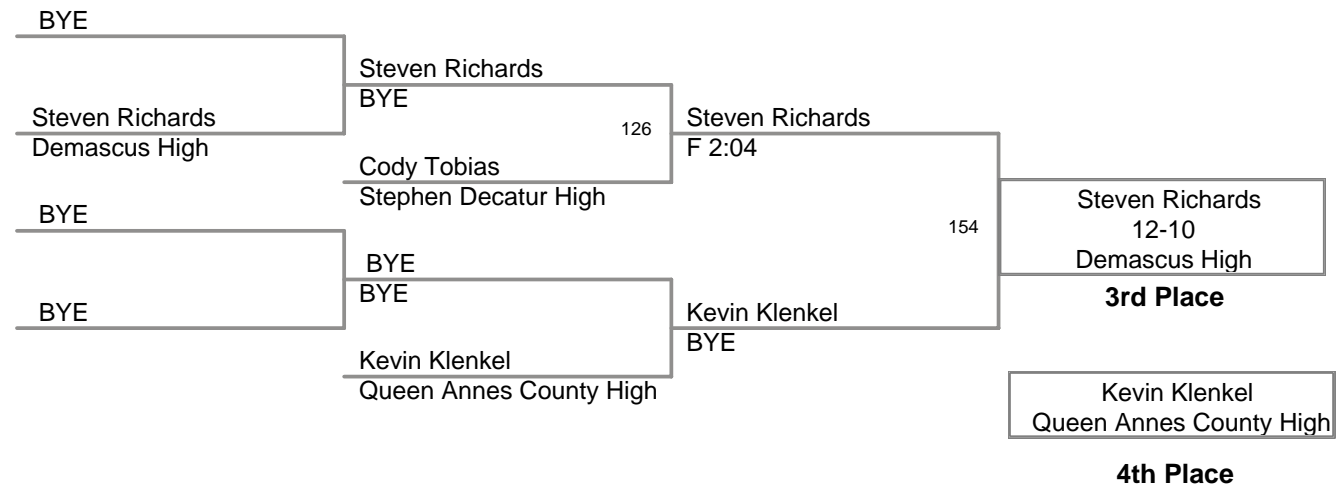 BYE
Steven Richards
Demascus High
BYE
BYE
Steven Richards
BYE
Cody Tobias
Stephen Decatur High
126
BYE
BYE
Kevin Klenkel
Queen Annes County High
Steven Richards
F 2:04
Kevin Klenkel
BYE
154
Steven Richards
12-10
Demascus High
3rd Place
Kevin Klenkel
Queen Annes County High
4th Place